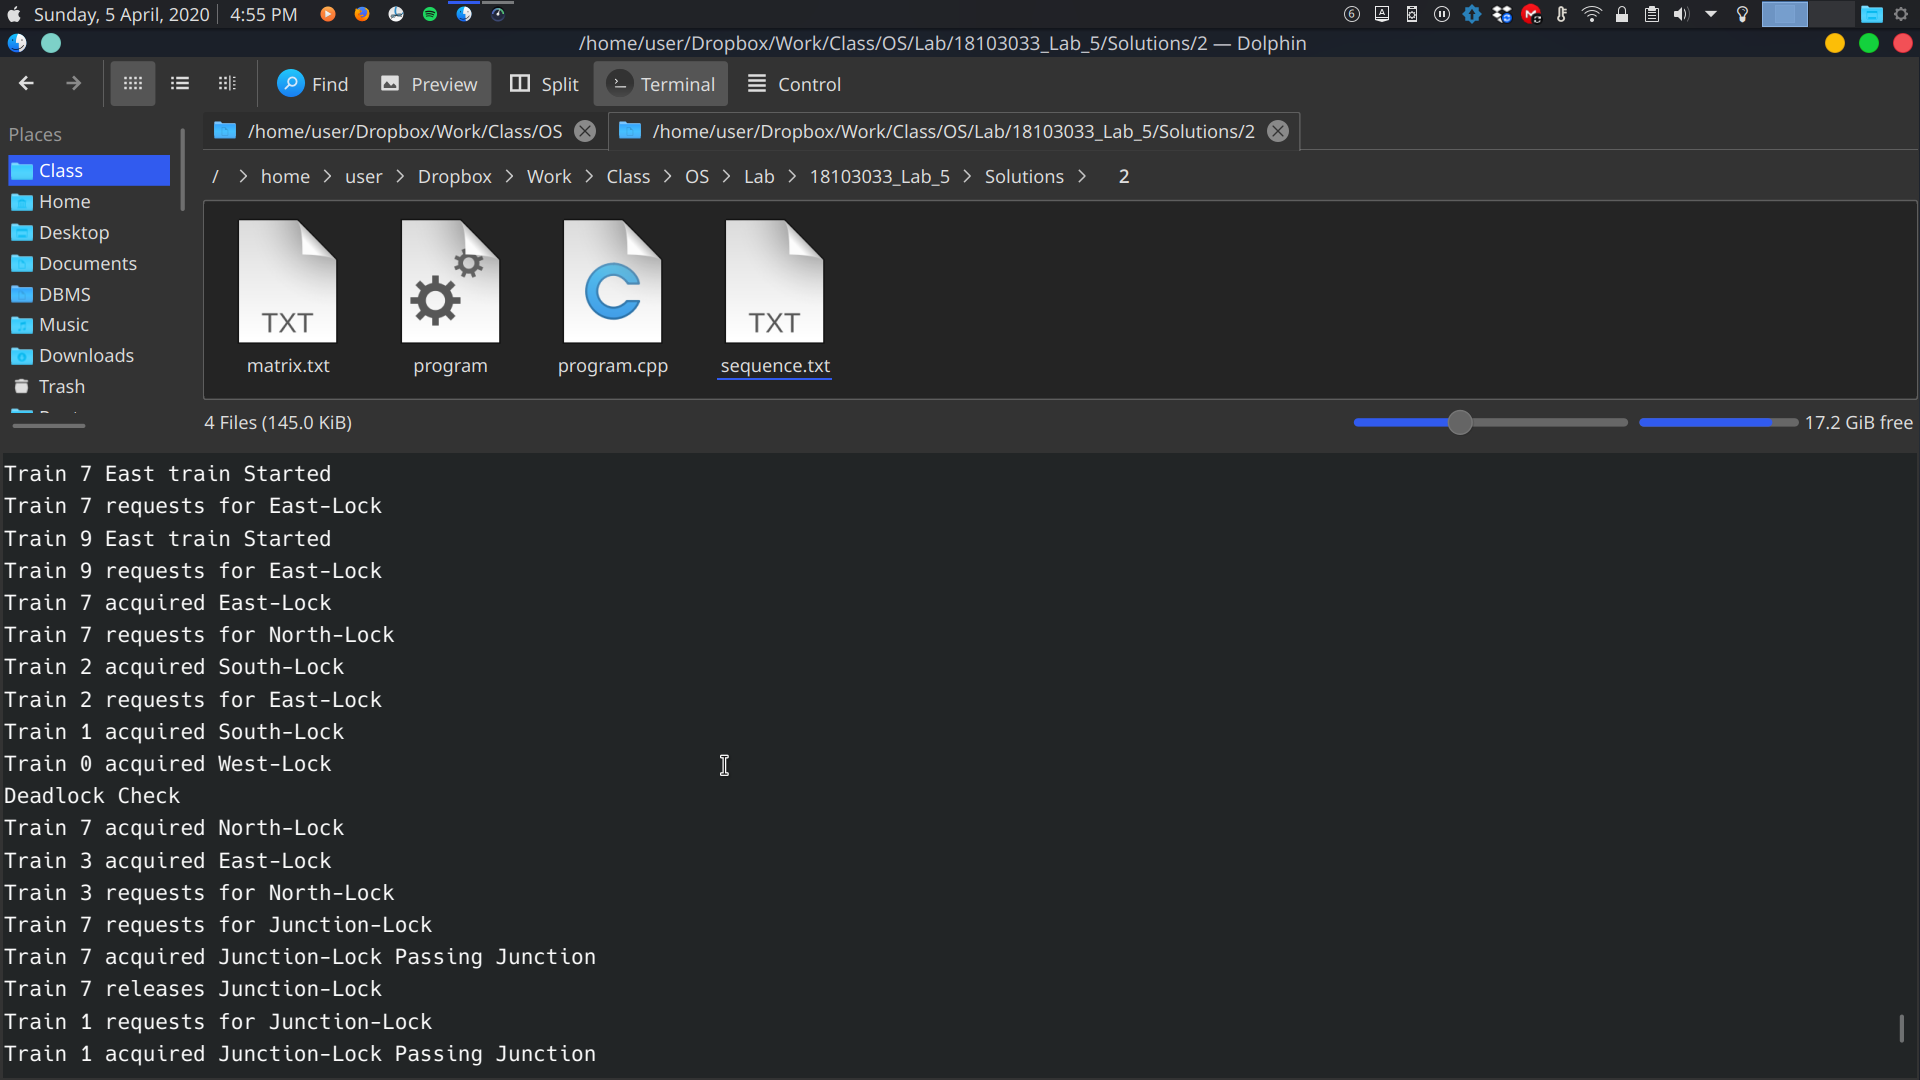 Sunday, 5 April, 2020 4:55 PM
/home/user/Dropbox/Work/Class/OS/Lab/18103033_Lab_5/Solutions/2 — Dolphin
Find Preview Split Terminal Control
Places
Class
Home
Desktop
Documents
DBMS
Music
Downloads
Trash
/home/user/Dropbox/Work/Class/OS
/home/user/Dropbox/Work/Class/OS/Lab/18103033_Lab_5/Solutions/2
/ > home > user > Dropbox > Work > Class > OS > Lab > 18103033_Lab_5 > Solutions > 2
TXT
C
TXT
matrix.txt
program
program.cpp
sequence.txt
4 Files (145.0 KiB)
17.2 GiB free
Train 7 East train Started
Train 7 requests for East-Lock
Train 9 East train Started
Train 9 requests for East-Lock
Train 7 acquired East-Lock
Train 7 requests for North-Lock
Train 2 acquired South-Lock
Train 2 requests for East-Lock
Train 1 acquired South-Lock
Train 0 acquired West-Lock
Deadlock Check
Train 7 acquired North-Lock
Train 3 acquired East-Lock
Train 3 requests for North-Lock
Train 7 requests for Junction-Lock
Train 7 acquired Junction-Lock Passing Junction
Train 7 releases Junction-Lock
Train 1 requests for Junction-Lock
Train 1 acquired Junction-Lock Passing Junction